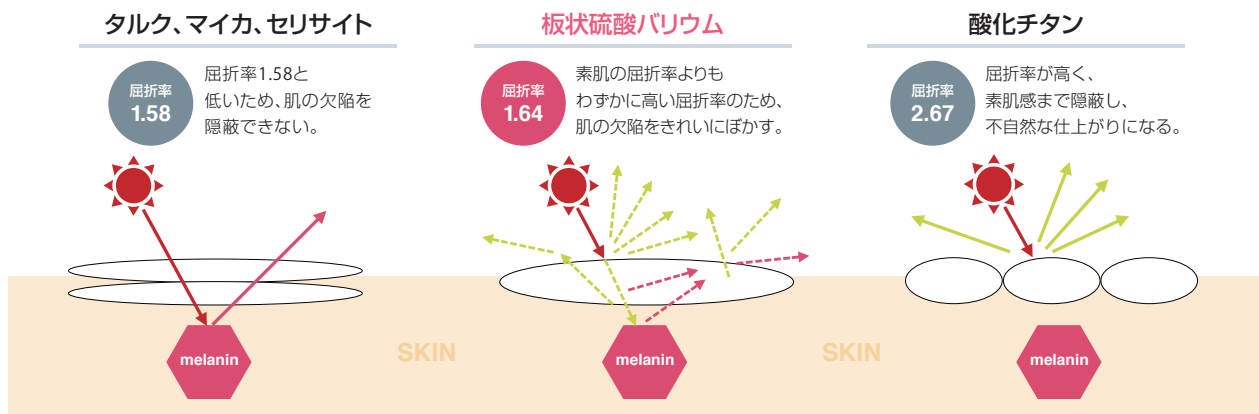 タルク、マイカ、セリサイト
屈折率
1.58
屈折率1.58と
低いため、肌の欠陥を
隠蔽できない。
melanin
板状硫酸バリウム
屈折率
1.64
素肌の屈折率よりも
わずかに高い屈折率のため、
肌の欠陥をきれいにぼかす。
SKIN
melanin
酸化チタン
屈折率
2.67
屈折率が高く、
素肌感まで隠蔽し、
不自然な仕上がりになる。
SKIN
melanin